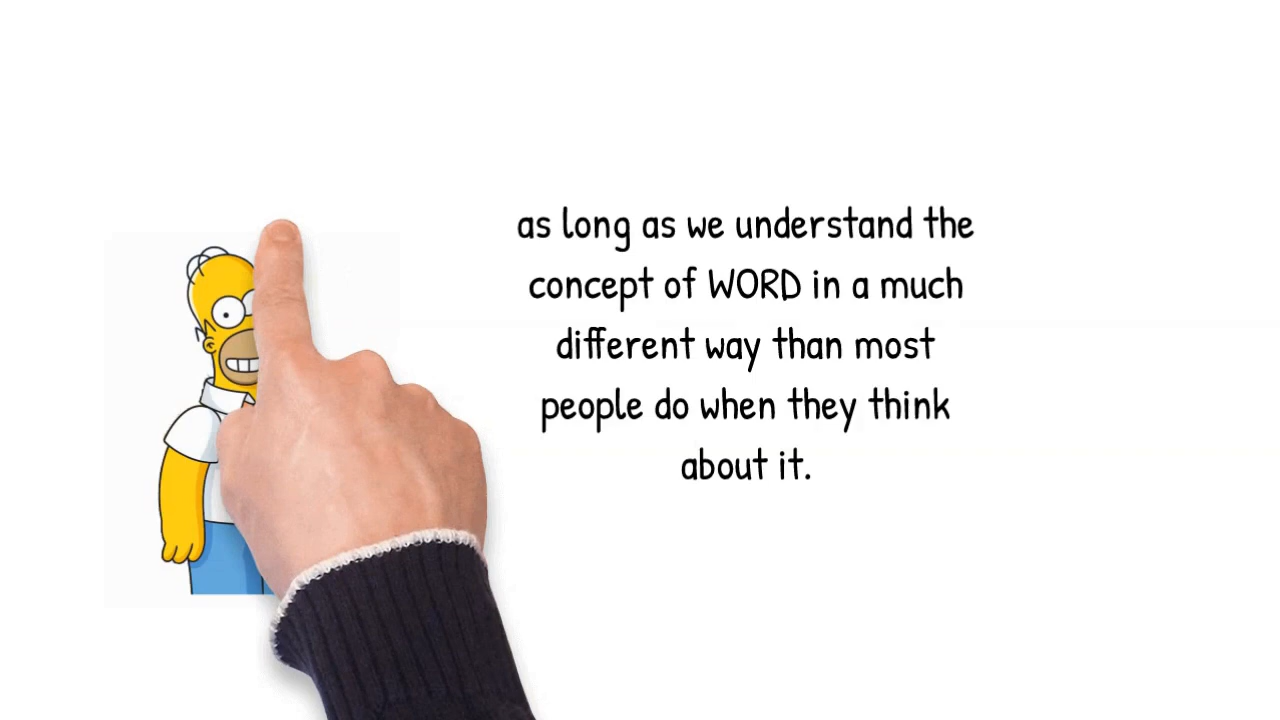 as long as we understand the
concept of WORD in a much
different way than most
people do when they think
about it.